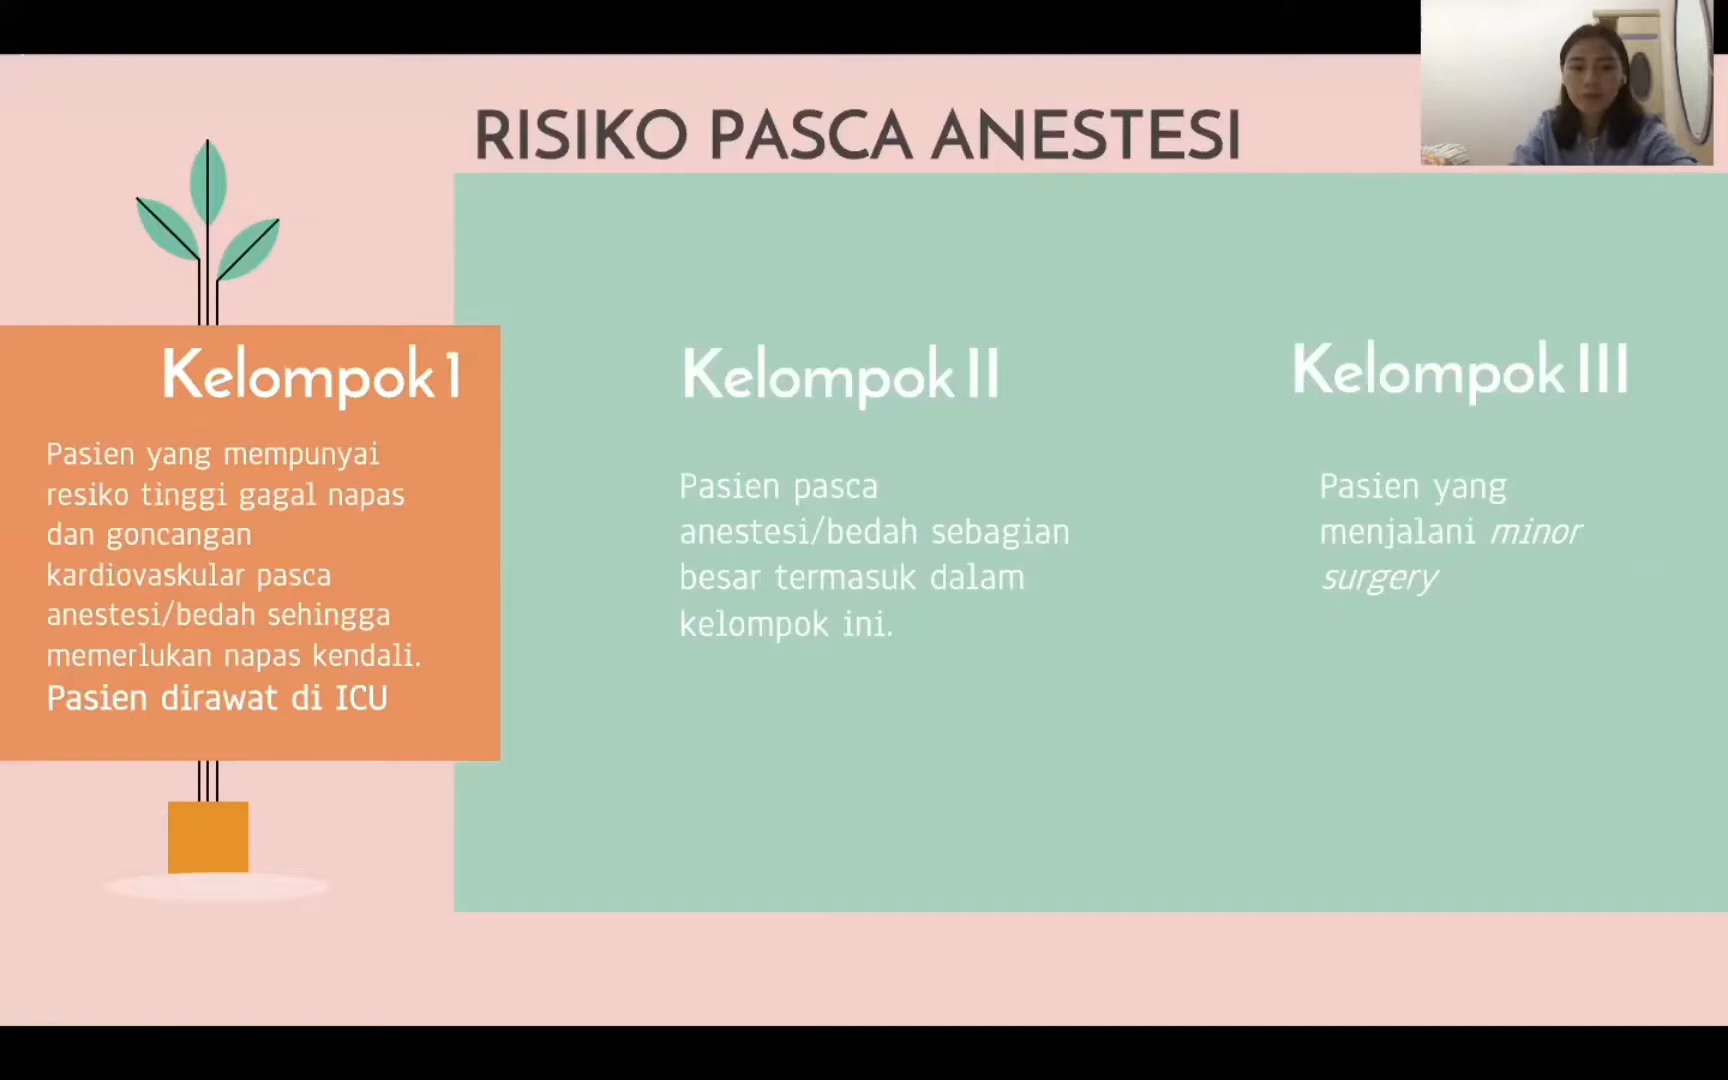 RISIKO PASCA ANESTESI
Kelompok 1
Pasien yang mempunyai
resiko tinggi gagal napas
dan goncangan
kardiovaskular pasca
anestesi/bedah sehingga
memerlukan napas kendali.
Pasien dirawat di ICU
Kelompok II
Pasien pasca
anestesi/bedah sebagian
besar termasuk dalam
kelompok ini.
Kelompok III
Pasien yang
menjalani minor
surgery